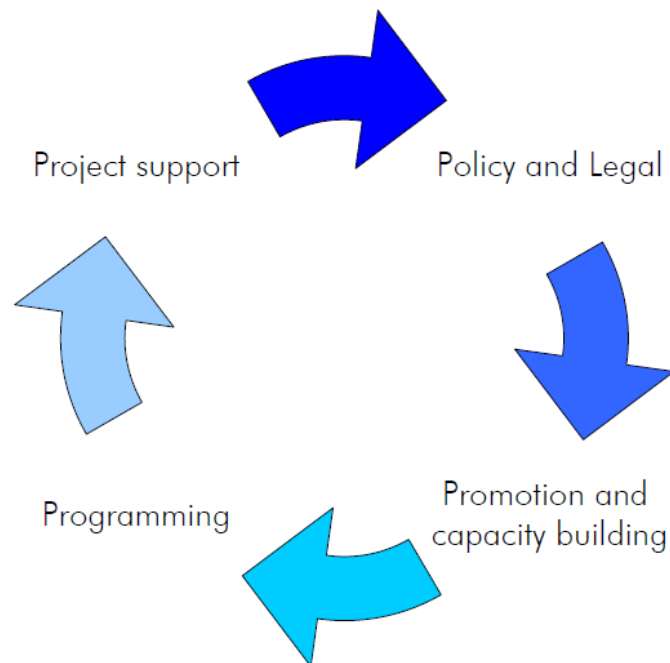 Project support
Policy and Legal
Programming
Promotion and
capacity building